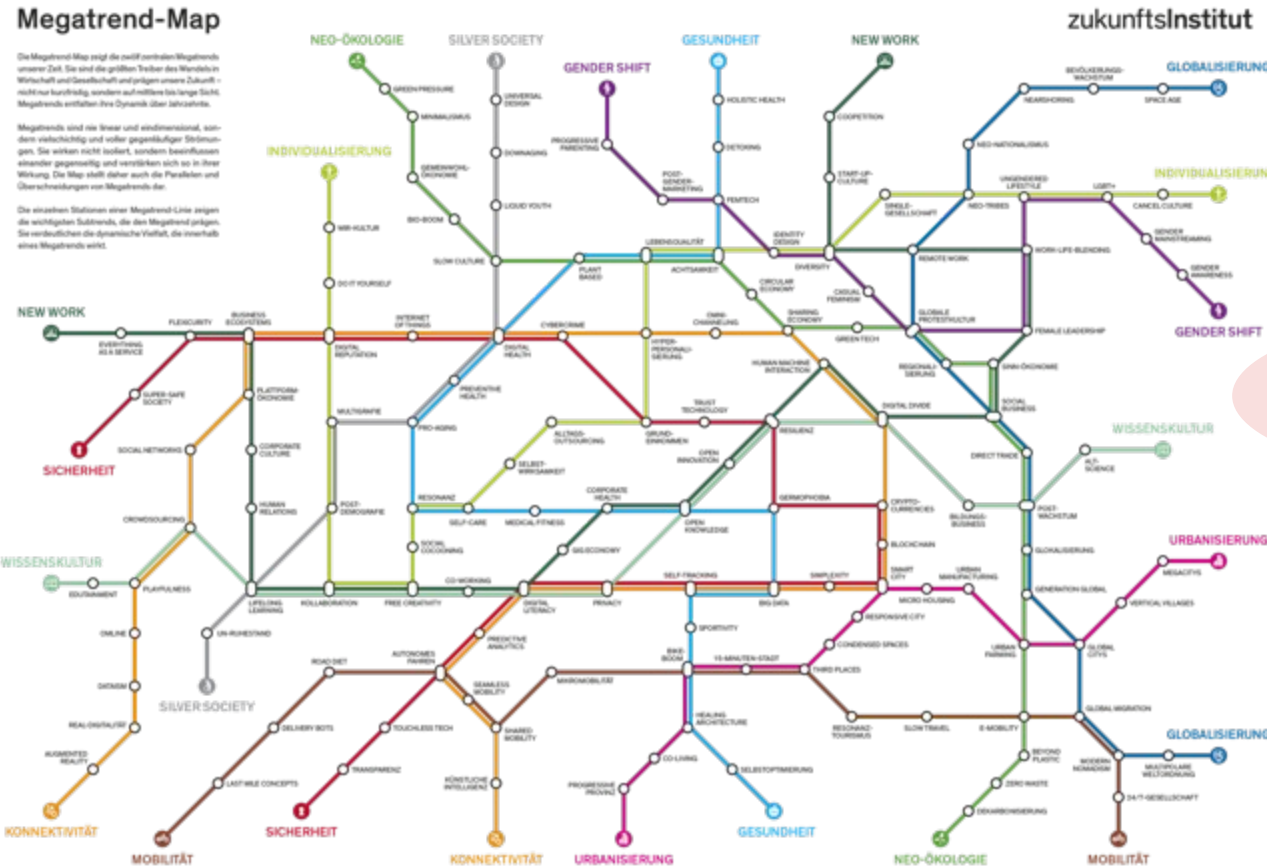 Megatrend-Map
zukunftsInstitut
Die Megatrend-Map zeigt die zwölf zentralen Megatrends
unserer Zeit. Sie sind die größten Treiber des Wandels in
Wirtschaft und Gesellschaft und prägen unsere Zukunft –
nicht nur kurzfristig, sondern auf mittlere bis lange Sicht.
Megatrends entfalten ihre Dynamik über Jahrzehnte.
Megatrends sind nie linear und eindimensional, son-
dern vielschichtig und voller gegenläufiger Strömun-
gen. Sie wirken nicht isoliert, sondern beeinflussen
einander gegenseitig und verstärken sich so in ihrer
Wirkung. Die Map stellt daher auch die Parallelen und
Überschneidungen von Megatrends dar.
Die einzelnen Stationen einer Megatrend-Linie zeigen
die wichtigsten Subtrends, die den Megatrend prägen.
Sie verdeutlichen die dynamische Vielfalt, die innerhalb
eines Megatrends wirkt.
NEO-ÖKOLOGIE
SILVER SOCIETY
GESUNDHEIT
NEW WORK
GENDER SHIFT
GLOBALISIERUNG
BEVÖLKERUNGS-
WACHSTUM
NEARSHORING
SPACE AGE
GREEN PRESSURE
UNIVERSAL
DESIGN
HOLISTIC HEALTH
MINIMALISMUS
COOPETITION
PROGRESSIVE
PARENTING
DOWNAGING
DETOXING
NEO-NATIONALISMUS
INDIVIDUALISIERUNG
GEMEINWOHL-
ÖKONOMIE
POST-
GENDER-
MARKETING
START-UP-
CULTURE
UNGENDERED
LIFESTYLE
LGBT+
INDIVIDUALISIERUN
LIQUID YOUTH
FEMTECH
SINGLE-
GESELLSCHAFT
NEO-TRIBES
CANCEL CULTURE
BIO-BOOM
WIR-KULTUR
LEBENSQUALITÄT
IDENTITY
DESIGN
GENDER
MAINSTREAMING
SLOW CULTURE
PLANT
BASED
ACHTSAMKEIT
DIVERSITY
REMOTE WORK
WORK-LIFE-BLENDING
GENDER
AWARENESS
DO IT YOURSELF
CIRCULAR
ECONOMY
CASUAL
FEMINISM
NEW WORK
FLEXICURITY
BUSINESS
ECOSYSTEMS
INTERNET
OF THINGS
CYBERCRIME
OMNI-
CHANNELING
SHARING
ECONOMY
GREEN TECH
GLOBALE
PROTESTKULTUR
FEMALE LEADERSHIP
GENDER SHIFT
EVERYTHING
AS A SERVICE
DIGITAL
REPUTATION
DIGITAL
HEALTH
HYPER-
PERSONALI-
SIERUNG
HUMAN MACHINE
INTERACTION
REGIONALI-
SIERUNG
SINN-ÖKONOMIE
SUPER-SAFE
SOCIETY
PLATTFORM-
ÖKONOMIE
PREVENTIVE
HEALTH
SICHERHEIT
SOCIAL NETWORKS
CORPORATE
CULTURE
MULTIGRAFIE
PRO-AGING
ALLTAGS-
OUTSOURCING
GRUND-
EINKOMMEN
TRUST
TECHNOLOGY
RESILIENZ
DIGITAL DIVIDE
SOCIAL
BUSINESS
WISSENSKULTUR
OPEN
INNOVATION
DIRECT TRADE
ALT-
SCIENCE
SELBST-
WIRKSAMKEIT
CROWDSOURCING
HUMAN
RELATIONS
POST-
DEMOGRAFIE
RESONANZ
SELF-CARE
MEDICAL FITNESS
CORPORATE
HEALTH
OPEN
KNOWLEDGE
GERMOPHOBIA
CRYPTO-
CURRENCIES
BILDUNGS-
BUSINESS
POST-
WACHSTUM
SOCIAL
COCOONING
GIG ECONOMY
BLOCKCHAIN
GLOKALISIERUNG
URBANISIERUNG
WISSENSKULTUR
EDUTAINMENT
PLAYFULNESS
LIFELONG
LEARNING
KOLLABORATION
FREE CREATIVITY
CO-WORKING
DIGITAL
LITERACY
PRIVACY
SELF-TRACKING
BIG DATA
SIMPLEXITY
SMART
CITY
URBAN
MANUFACTURING
MICRO HOUSING
GENERATION GLOBAL
MEGACITYS
VERTICAL VILLAGES
OMLINE
UN-RUHESTAND
PREDICTIVE
ANALYTICS
SPORTIVITY
RESPONSIVE CITY
CONDENSED SPACES
URBAN
FARMING
GLOBAL
CITYS
ROAD DIET
AUTONOMES
FAHREN
BIKE-
BOOM
15-MINUTEN-STADT
THIRD PLACES
DATAISM
SILVER SOCIETY
SEAMLESS
MOBILITY
MIKROMOBILITÄT
REAL-DIGITALITÄT
DELIVERY BOTS
TOUCHLESS TECH
SHARED
MOBILITY
HEALING
ARCHITECTURE
RESONANZ-
TOURISMUS
SLOW TRAVEL
E-MOBILITY
GLOBAL MIGRATION
GLOBALISIERUNG
AUGMENTED
REALITY
LAST MILE CONCEPTS
TRANSPARENZ
KÜNSTLICHE
INTELLIGENZ
CO-LIVING
PROGRESSIVE
PROVINZ
SELBSTOPTIMIERUNG
BEYOND
PLASTIC
MODERN
NOMADISM
MULTIPOLARE
WELTORDNUNG
ZERO WASTE
24/7-GESELLSCHAFT
DEKARBONISIERUNG
KONNEKTIVITÄT
MOBILITÄT
SICHERHEIT
KONNEKTIVITÄT
URBANISIERUNG
GESUNDHEIT
NEO-ÖKOLOGIE
MOBILITÄT